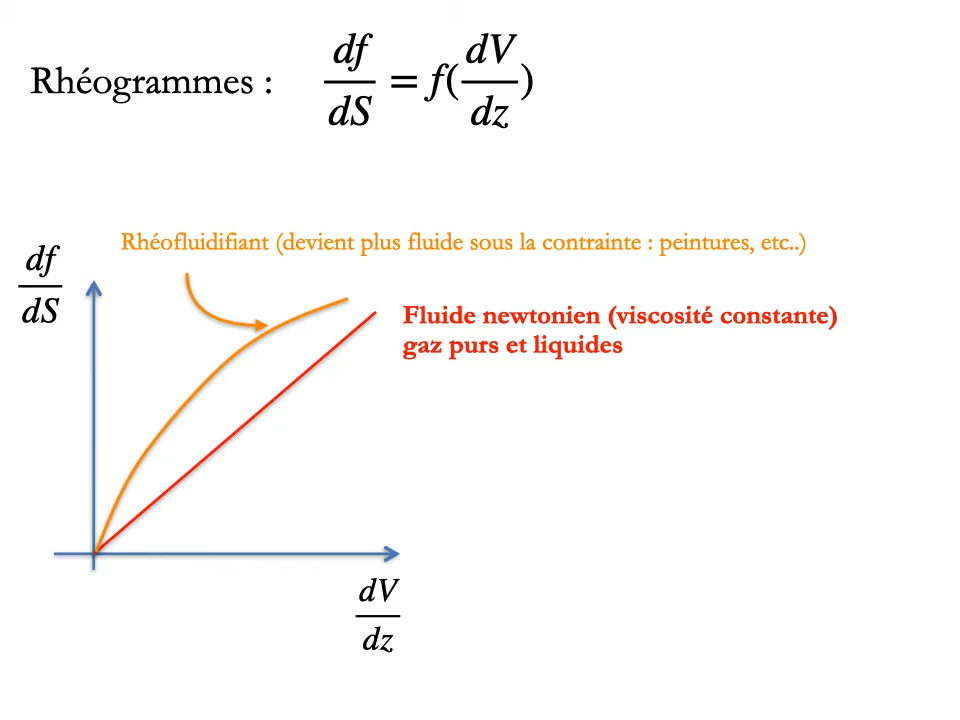 Rhéogrammes : df/dS = f(dV/dz)
Rhéofluidifiant (devient plus fluide sous la contrainte : peintures, etc..)
df/dS
Fluide newtonien (viscosité constante)
gaz purs et liquides
dV/dz